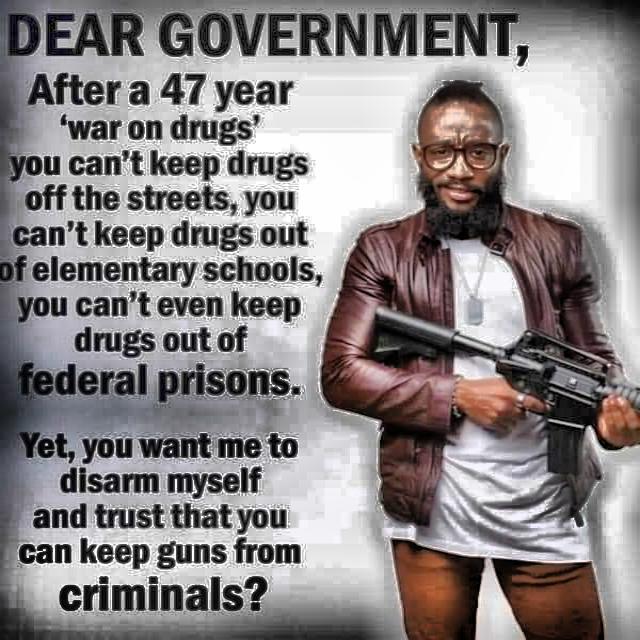 DEAR GOVERNMENT,
After a 47 year
‘war on drugs’
you can’t keep drugs
off the streets, you
can’t keep drugs out
of elementary schools,
you can’t even keep
drugs out of
federal prisons.
Yet, you want me to
disarm myself
and trust that you
can keep guns from
criminals?